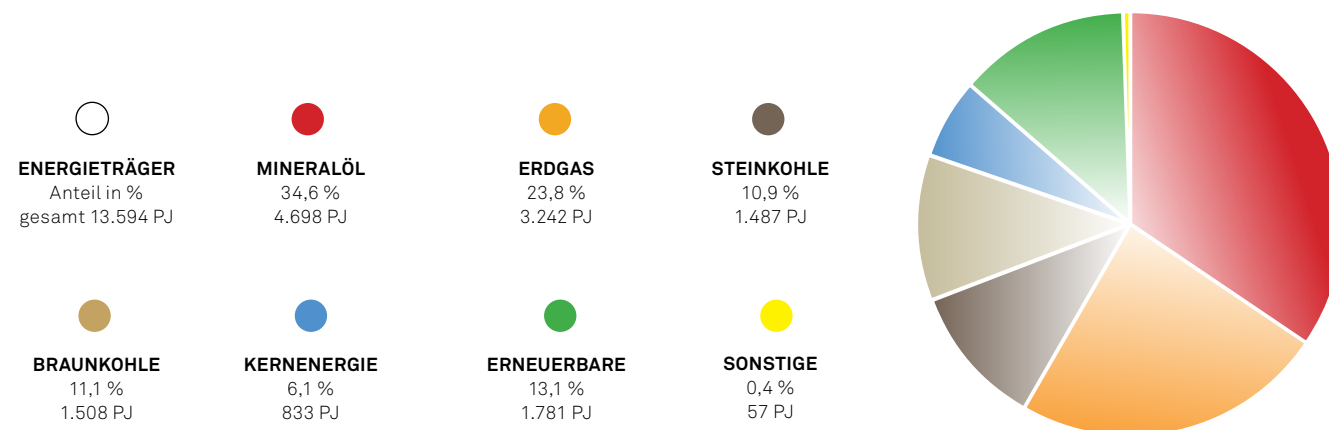 ENERGIETRÄGER
Anteil in %
gesamt 13.594 PJ
MINERALÖL
34,6 %
4.698 PJ
ERDGAS
23,8 %
3.242 PJ
STEINKOHLE
10,9 %
1.487 PJ
BRAUNKOHLE
11,1 %
1.508 PJ
KERNENERGIE
6,1 %
833 PJ
ERNEUERBARE
13,1 %
1.781 PJ
SONSTIGE
0,4 %
57 PJ